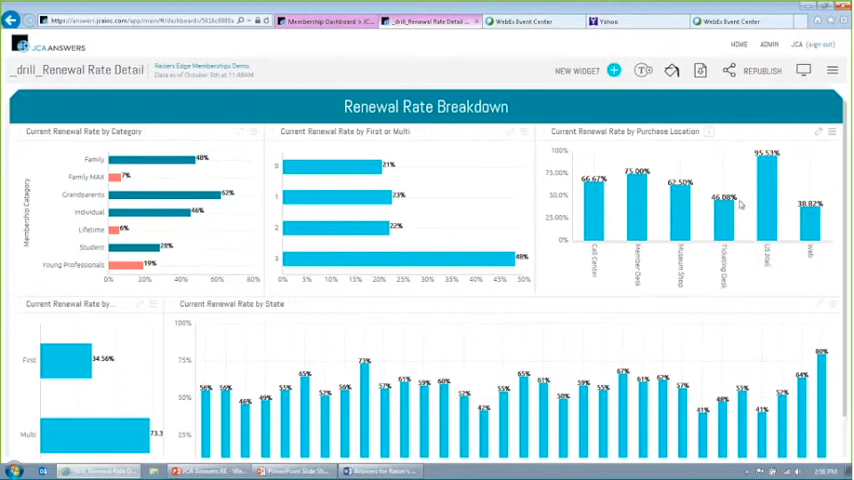 Membership Dashboard > JC...
_drill_Renewal Rate Detail ...
WebEx Event Center
Yahoo
WebEx Event Center
JCA ANSWERS
HOME
ADMIN
JCA (sign out)
_drill_Renewal Rate Detail
Raisers Edge Memberships Demo
Data as of October 9th at 11:48AM
NEW WIDGET
REPUBLISH
Renewal Rate Breakdown
Current Renewal Rate by Category
Membership Category
Family 48%
Family MAX 7%
Grandparents 62%
Individual 46%
Lifetime 6%
Student 28%
Young Professionals 19%
0% 20% 40% 60% 80%
Current Renewal Rate by First or Multi
0 21%
1 23%
2 22%
3 48%
0% 5% 10% 15% 20% 25% 30% 35% 40% 45% 50%
Current Renewal Rate by Purchase Location
100%
75.00%
50.0%
25.00%
0%
66.67% 75.00% 62.50% 46.08% 95.53% 38.82%
Call Center
Member Desk
Museum Shop
Ticketing Desk
US Mail
Web
Current Renewal Rate by...
First 34.56%
Multi 73.3
Current Renewal Rate by State
100%
75%
50%
25%
56% 56% 46% 49% 55% 65% 52% 56% 73% 57% 61% 59% 60% 52% 42% 55% 65% 61% 50% 59% 55% 67% 61% 62% 57% 41% 48% 55% 41% 52% 64% 80%
_drill_Renewal Rate D...
JCA Answers RE - We...
PowerPoint Slide Sh...
Answers for Raiser's...
2:56 PM